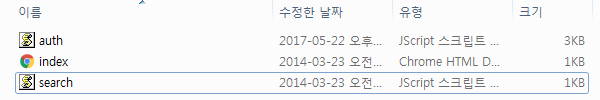 이름 수정한 날짜 유형 크기
auth 2017-05-22 오후... JScript 스크립트 ... 3KB
index 2014-03-23 오전... Chrome HTML D... 1KB
search 2014-03-23 오전... JScript 스크립트 ... 1KB